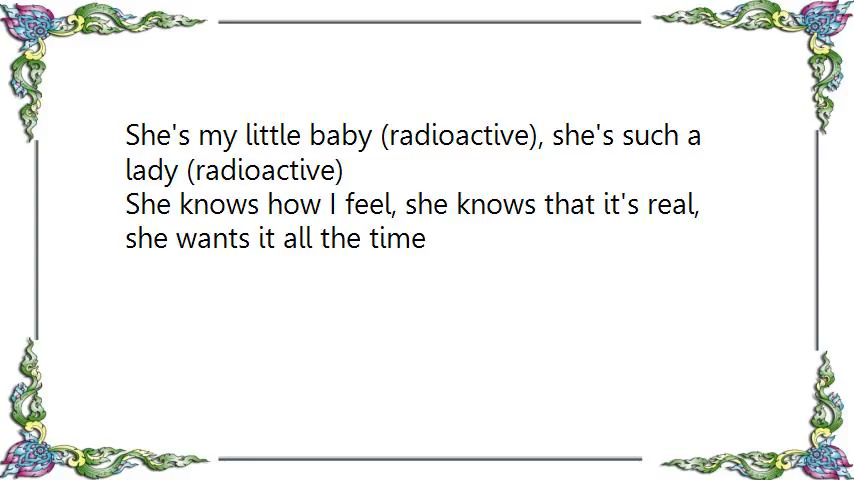 She's my little baby (radioactive), she's such a
lady (radioactive)
She knows how I feel, she knows that it's real,
she wants it all the time